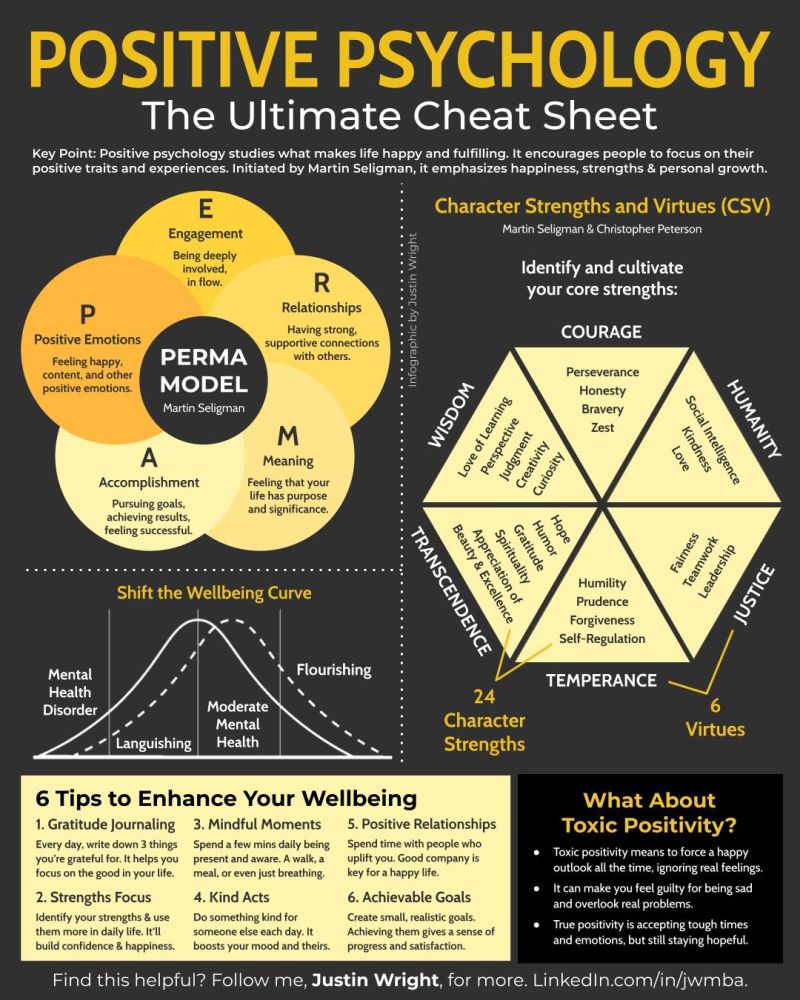 POSITIVE PSYCHOLOGY
The Ultimate Cheat Sheet
Key Point: Positive psychology studies what makes life happy and fulfilling. It encourages people to focus on their
positive traits and experiences. Initiated by Martin Seligman, it emphasizes happiness, strengths & personal growth.
E
Engagement
Being deeply
involved,
in flow.
P
Positive Emotions
Feeling happy,
content, and other
positive emotions.
R
Relationships
Having strong,
supportive connections
with others.
PERMA
MODEL
Martin Seligman
A
Accomplishment
Pursuing goals,
achieving results,
feeling successful.
M
Meaning
Feeling that your
life has purpose
and significance.
Infographic by Justin Wright
Character Strengths and Virtues (CSV)
Martin Seligman & Christopher Peterson
Identify and cultivate
your core strengths:
COURAGE
Perseverance
Honesty
Bravery
Zest
WISDOM
Love of Learning
Perspective
Judgment
Creativity
Curiosity
HUMANITY
Social Intelligence
Kindness
Love
TRANSCENDENCE
Hope
Humor
Gratitude
Spirituality
Appreciation of
Beauty & Excellence
JUSTICE
Fairness
Teamwork
Leadership
Humility
Prudence
Forgiveness
Self-Regulation
TEMPERANCE
24
Character
Strengths
6
Virtues
Shift the Wellbeing Curve
Mental
Health
Disorder
Languishing
Moderate
Mental
Health
Flourishing
6 Tips to Enhance Your Wellbeing
1. Gratitude Journaling
Every day, write down 3 things
you're grateful for. It helps you
focus on the good in your life.
2. Strengths Focus
Identify your strengths & use
them more in daily life. It'll
build confidence & happiness.
3. Mindful Moments
Spend a few mins daily being
present and aware. A walk, a
meal, or even just breathing.
4. Kind Acts
Do something kind for
someone else each day. It
boosts your mood and theirs.
5. Positive Relationships
Spend time with people who
uplift you. Good company is
key for a happy life.
6. Achievable Goals
Create small, realistic goals.
Achieving them gives a sense of
progress and satisfaction.
What About
Toxic Positivity?
• Toxic positivity means to force a happy
outlook all the time, ignoring real feelings.
• It can make you feel guilty for being sad
and overlook real problems.
• True positivity is accepting tough times
and emotions, but still staying hopeful.
Find this helpful? Follow me, Justin Wright, for more. LinkedIn.com/in/jwmba.